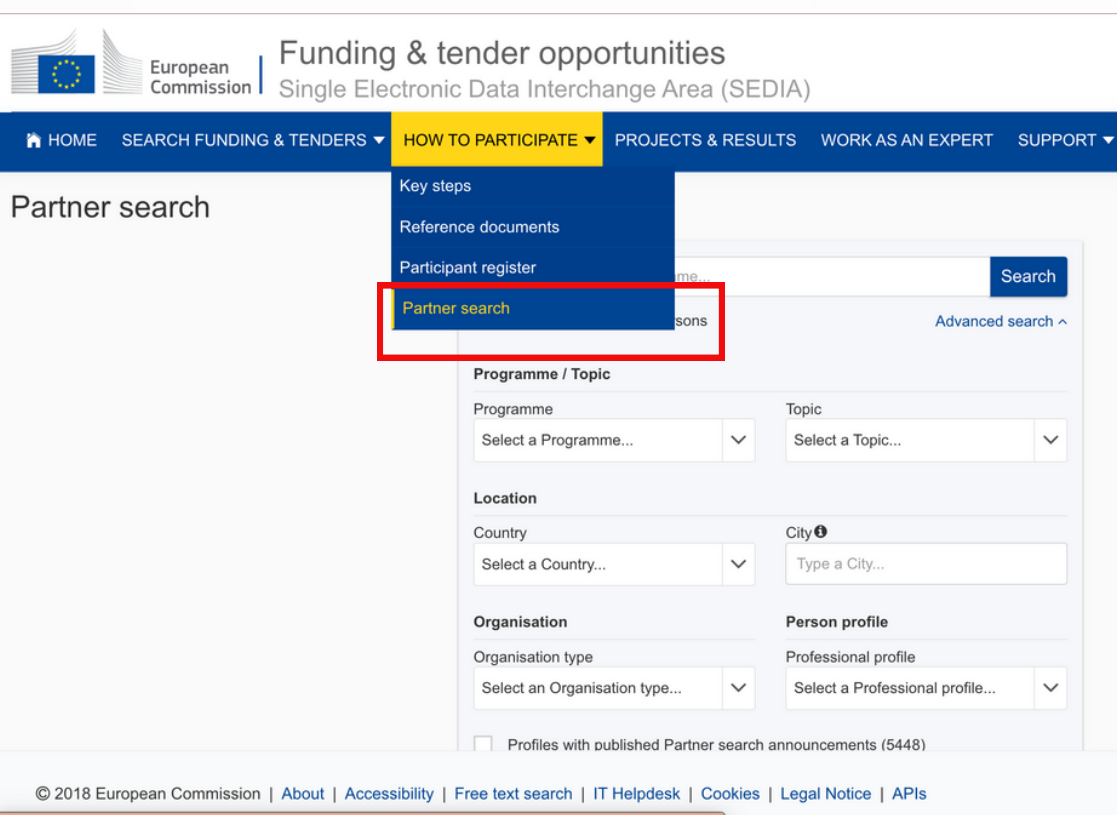 European
Commission
Funding & tender opportunities
Single Electronic Data Interchange Area (SEDIA)
HOME SEARCH FUNDING & TENDERS HOW TO PARTICIPATE PROJECTS & RESULTS WORK AS AN EXPERT SUPPORT
Key steps
Reference documents
Participant register
Partner search
Partner search
Search
Advanced search
Programme / Topic
Programme Topic
Select a Programme... Select a Topic...
Location
Country City
Select a Country... Type a City...
Organisation Person profile
Organisation type Professional profile
Select an Organisation type... Select a Professional profile...
Profiles with published Partner search announcements (5448)
© 2018 European Commission | About | Accessibility | Free text search | IT Helpdesk | Cookies | Legal Notice | APIs